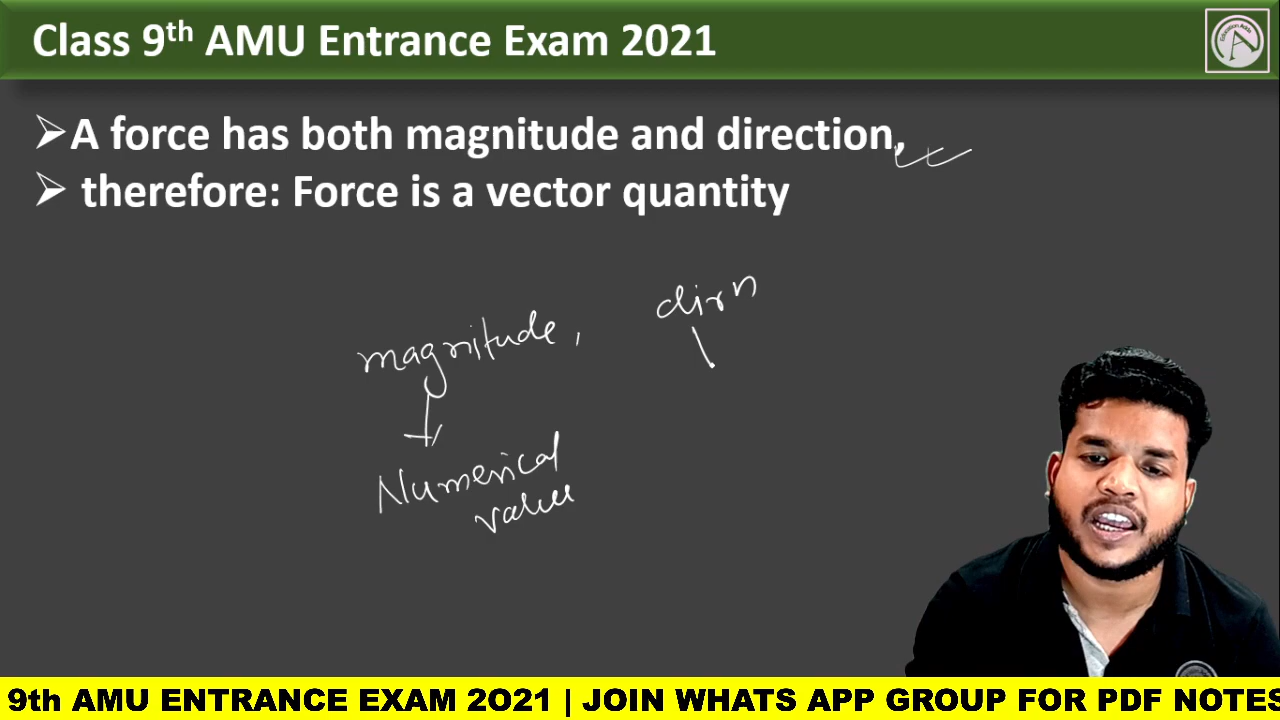 Class 9th AMU Entrance Exam 2021
➢A force has both magnitude and direction,
➢ therefore: Force is a vector quantity
magnitude, dirn
Numerical
value
9th AMU ENTRANCE EXAM 2O21 | JOIN WHATS APP GROUP FOR PDF NOTES